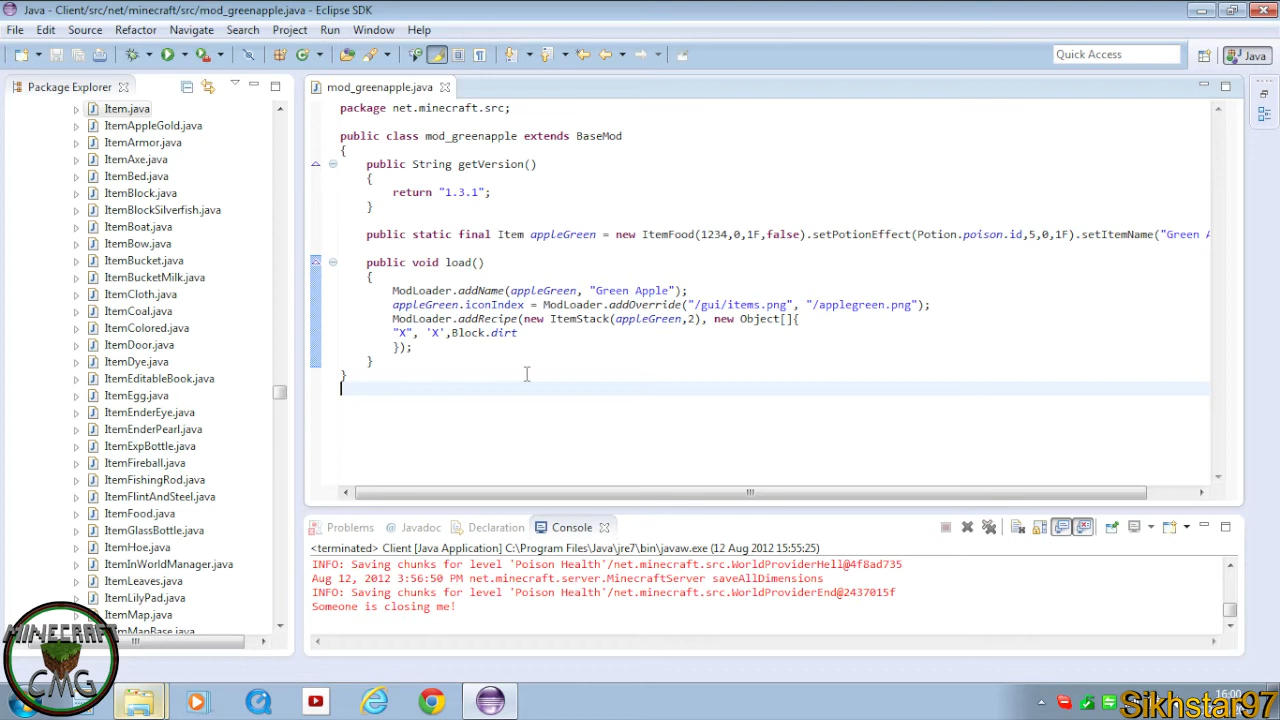 Java - Client/src/net/minecraft/src/mod_greenapple.java - Eclipse SDK
File Edit Source Refactor Navigate Search Project Run Window Help
Quick Access
Java
Package Explorer
mod_greenapple.java
Item.java
ItemAppleGold.java
ItemArmor.java
ItemAxe.java
ItemBed.java
ItemBlock.java
ItemBlockSilverfish.java
ItemBoat.java
ItemBow.java
ItemBucket.java
ItemBucketMilk.java
ItemCloth.java
ItemCoal.java
ItemColored.java
ItemDoor.java
ItemDye.java
ItemEditableBook.java
ItemEgg.java
ItemEnderEye.java
ItemEnderPearl.java
ItemExpBottle.java
ItemFireball.java
ItemFishingRod.java
ItemFlintAndSteel.java
ItemFood.java
ItemGlassBottle.java
ItemHoe.java
ItemInWorldManager.java
ItemLeaves.java
ItemLilyPad.java
ItemMap.java
ItemMapBase.java
package net.minecraft.src;
public class mod_greenapple extends BaseMod
{
public String getVersion()
{
return "1.3.1";
}
public static final Item appleGreen = new ItemFood(1234,0,1F,false).setPotionEffect(Potion.poison.id,5,0,1F).setItemName("Green A
public void load()
{
ModLoader.addName(appleGreen, "Green Apple");
appleGreen.iconIndex = ModLoader.addOverride("/gui/items.png", "/applegreen.png");
ModLoader.addRecipe(new ItemStack(appleGreen,2), new Object[]{
"X", 'X',Block.dirt
});
}
}
Problems Javadoc Declaration Console
<terminated> Client [Java Application] C:\Program Files\Java\jre7\bin\javaw.exe (12 Aug 2012 15:55:25)
INFO: Saving chunks for level 'Poison Health'/net.minecraft.src.WorldProviderHell@4f8ad735
Aug 12, 2012 3:56:50 PM net.minecraft.server.MinecraftServer saveAllDimensions
INFO: Saving chunks for level 'Poison Health'/net.minecraft.src.WorldProviderEnd@2437015f
Someone is closing me!
MINECRAFT
CMG
16:00
Sikhstar97